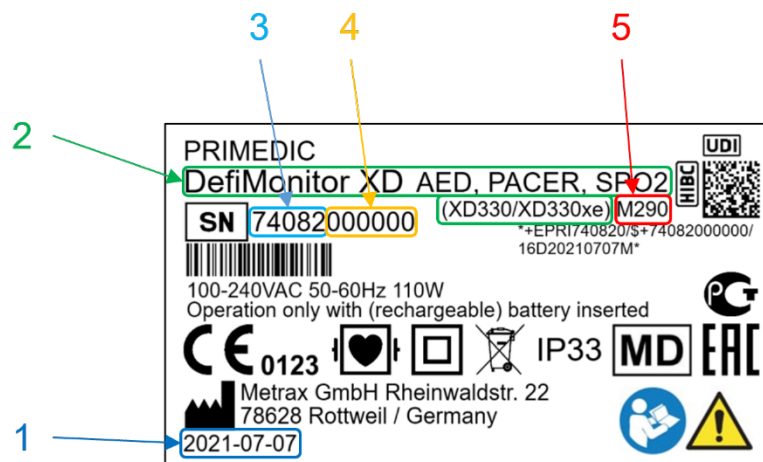 3 4 5
2
PRIMEDIC
UDI
DefiMonitor XD AED, PACER, SPO2
HIBC
(XD330/XD330xe) M290
SN 74082000000
*+EPRI740820/$+74082000000/
16D20210707M*
100-240VAC 50-60Hz 110W
Operation only with (rechargeable) battery inserted
CE 0123 IP33 MD EAC
Metrax GmbH Rheinwaldstr. 22
78628 Rottweil / Germany
1
2021-07-07